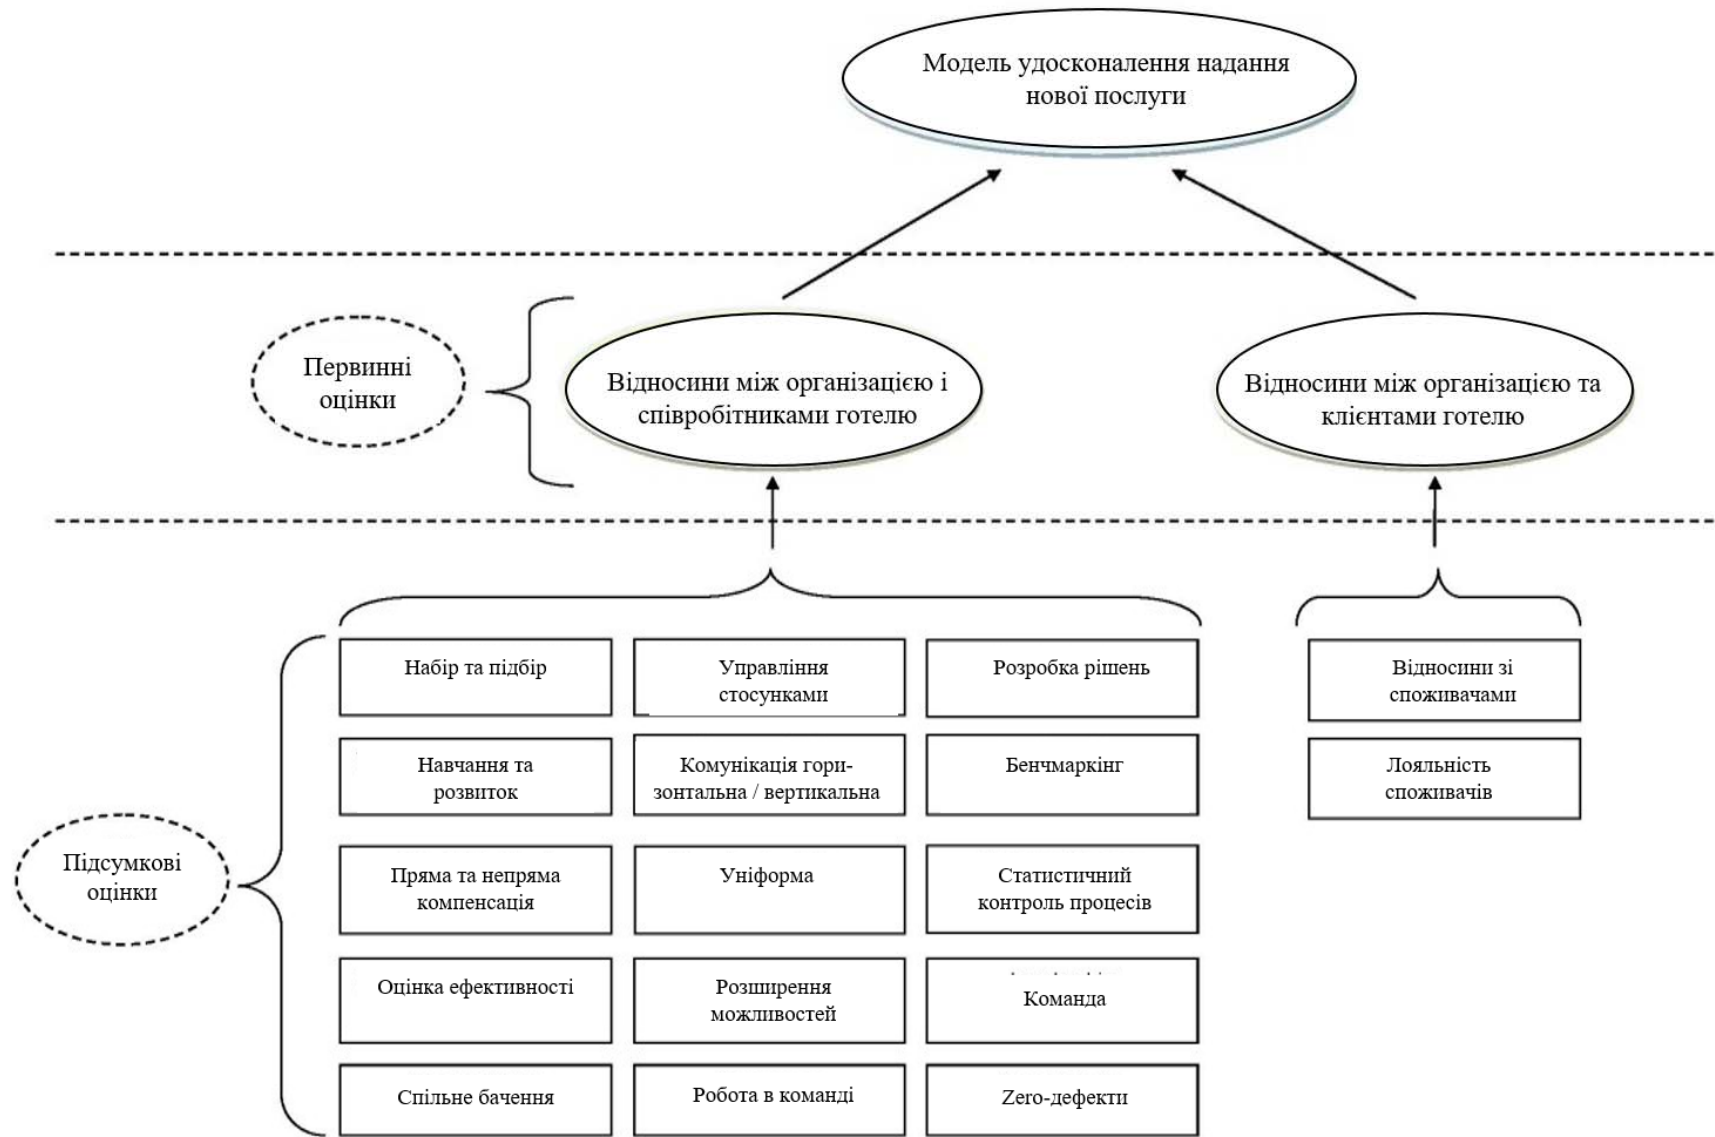 Модель удосконалення надання
нової послуги
Первинні
оцінки
Відносини між організацією і
співробітниками готелю
Відносини між організацією та
клієнтами готелю
Підсумкові
оцінки
Набір та підбір
Управління
стосунками
Розробка рішень
Відносини зі
споживачами
Навчання та
розвиток
Комунікація гори-
зонтальна / вертикальна
Бенчмаркінг
Лояльність
споживачів
Пряма та непряма
компенсація
Уніформа
Статистичний
контроль процесів
Оцінка ефективності
Розширення
можливостей
Команда
Спільне бачення
Робота в команді
Zero-дефекти